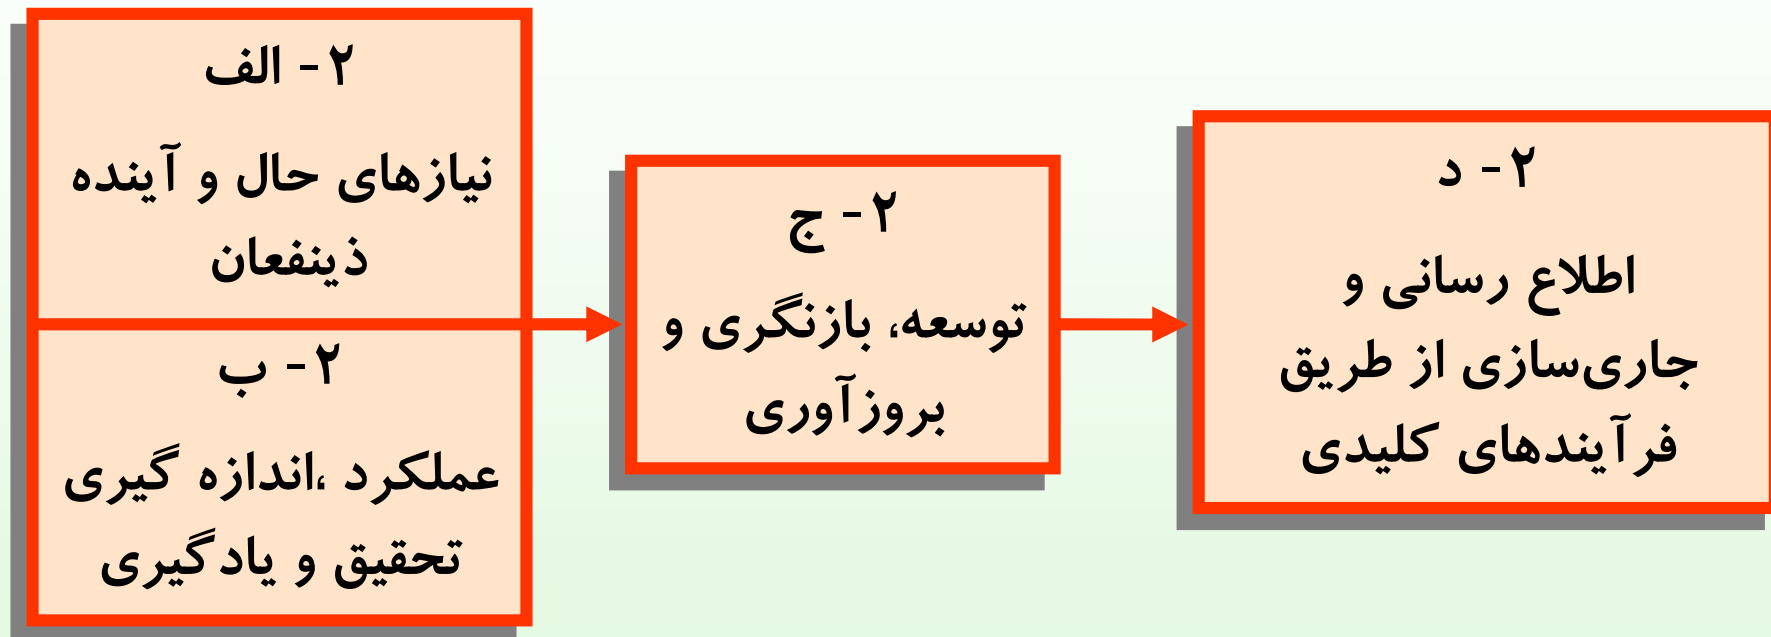 ۲- الف
نیازهای حال و آینده
ذینفعان
۲- ب
عملکرد ،اندازه گیری
تحقیق و یادگیری
۲- ج
توسعه، بازنگری و
بروزآوری
۲- د
اطلاع رسانی و
جاری‌سازی از طریق
فرآیندهای کلیدی